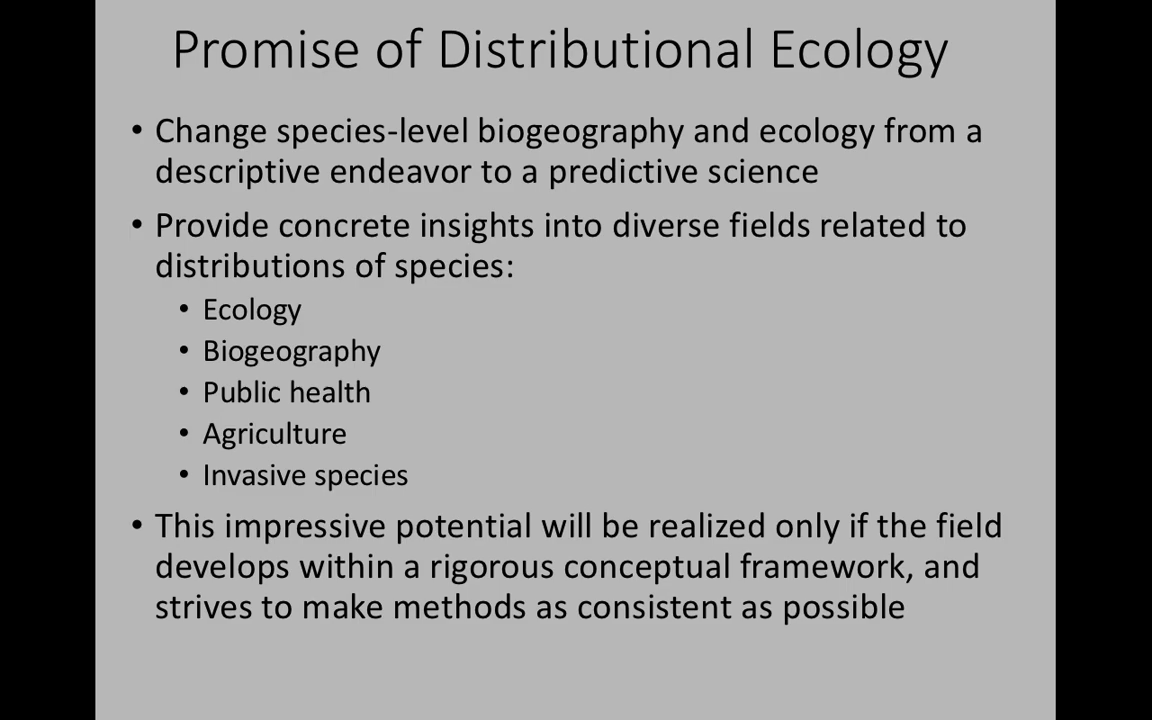 Promise of Distributional Ecology
• Change species-level biogeography and ecology from a
descriptive endeavor to a predictive science
• Provide concrete insights into diverse fields related to
distributions of species:
• Ecology
• Biogeography
• Public health
• Agriculture
• Invasive species
• This impressive potential will be realized only if the field
develops within a rigorous conceptual framework, and
strives to make methods as consistent as possible